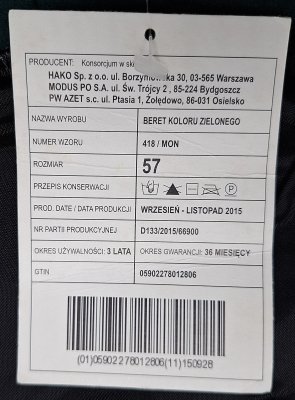 PRODUCENT: Konsorcjum w skł
HAKO Sp. z o.o. ul. Borzymowska 30, 03-565 Warszawa
MODUS PO S.A. ul. Św. Trójcy 2 , 85-224 Bydgoszcz
PW AZET s.c. ul. Ptasia 1, Żołędowo, 86-031 Osielsko
NAZWA WYROBU BERET KOLORU ZIELONEGO
NUMER WZORU 418 / MON
ROZMIAR 57
PRZEPIS KONSERWACJI P
PROD. DATE / DATA PRODUKCJI WRZESIEŃ - LISTOPAD 2015
NR PARTII PRODUKCYJNEJ D133/2015/66900
OKRES UŻYWALNOŚCI: 3 LATA OKRES GWARANCJI: 36 MIESIĘCY
GTIN 05902278012806
(01)05902278012806(11)150928